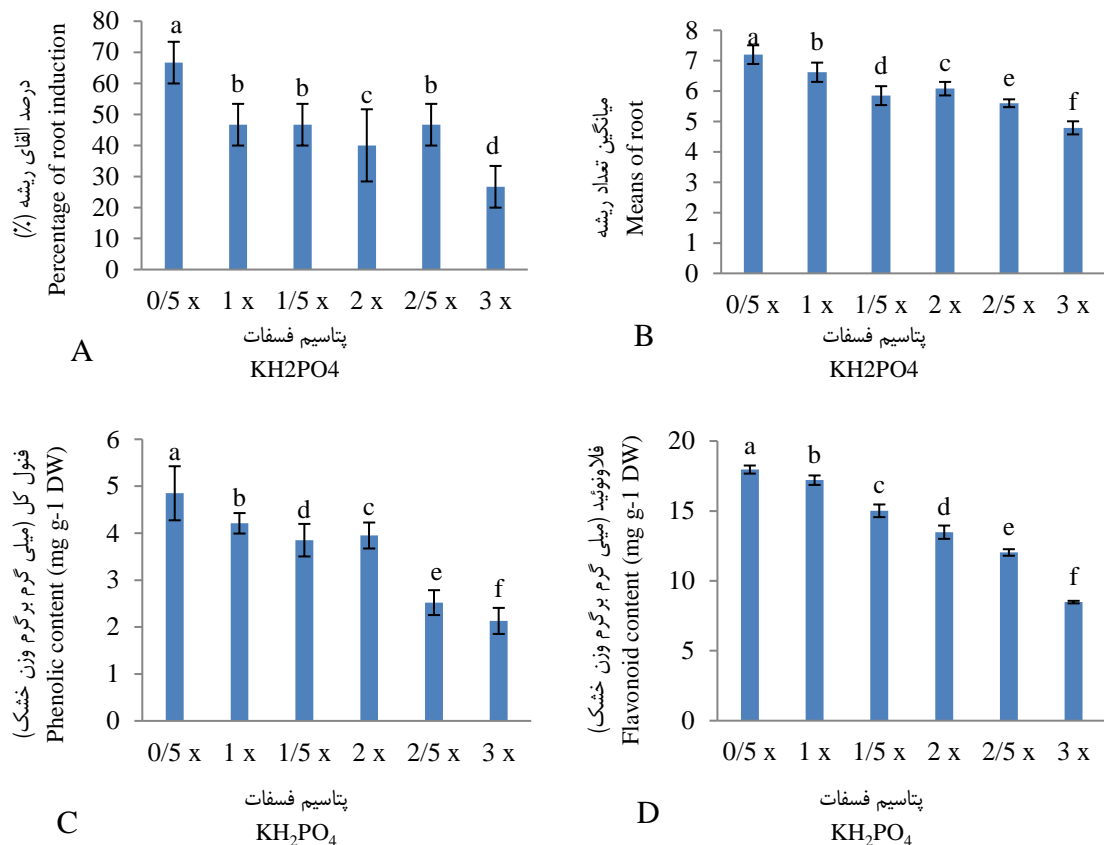 درصد القای ریشه (٪)
Percentage of root induction
80
70
60
50
40
30
20
10
0
a
b
b
c
b
d
0/5 x 1 x 1/5 x 2 x 2/5 x 3 x
پتاسیم فسفات
KH2PO4
A
میانگین تعداد ریشه
Means of root
8
7
6
5
4
3
2
1
0
a
b
d
c
e
f
0/5 x 1 x 1/5 x 2 x 2/5 x 3 x
پتاسیم فسفات
KH2PO4
B
فنول کل (میلی گرم برگرم وزن خشک)
Phenolic content (mg g-1 DW)
6
5
4
3
2
1
0
a
b
d
c
e
f
0/5 x 1 x 1/5 x 2 x 2/5 x 3 x
پتاسیم فسفات
KH₂PO₄
C
فلاونوئید (میلی گرم برگرم وزن خشک)
Flavonoid content (mg g-1 DW)
20
15
10
5
0
a
b
c
d
e
f
0/5 x 1 x 1/5 x 2 x 2/5 x 3 x
پتاسیم فسفات
KH₂PO₄
D